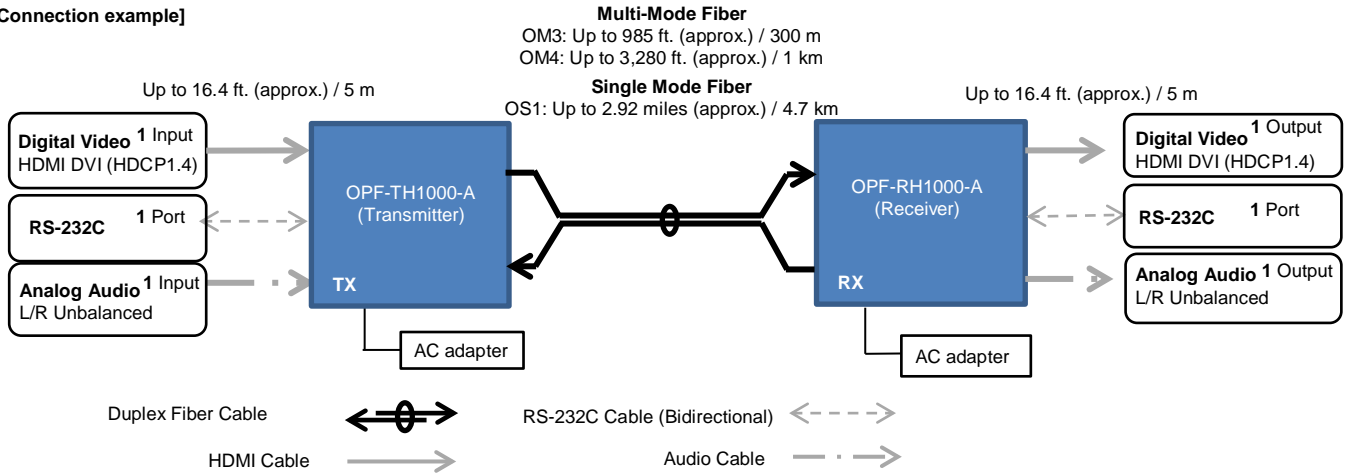 Connection example]
Multi-Mode Fiber
OM3: Up to 985 ft. (approx.) / 300 m
OM4: Up to 3,280 ft. (approx.) / 1 km
Single Mode Fiber
OS1: Up to 2.92 miles (approx.) / 4.7 km
Up to 16.4 ft. (approx.) / 5 m
Up to 16.4 ft. (approx.) / 5 m
Digital Video 1 Input
HDMI DVI (HDCP1.4)
RS-232C 1 Port
Analog Audio 1 Input
L/R Unbalanced
OPF-TH1000-A
(Transmitter)
TX
AC adapter
OPF-RH1000-A
(Receiver)
RX
AC adapter
Digital Video 1 Output
HDMI DVI (HDCP1.4)
RS-232C 1 Port
Analog Audio 1 Output
L/R Unbalanced
Duplex Fiber Cable
RS-232C Cable (Bidirectional)
HDMI Cable
Audio Cable